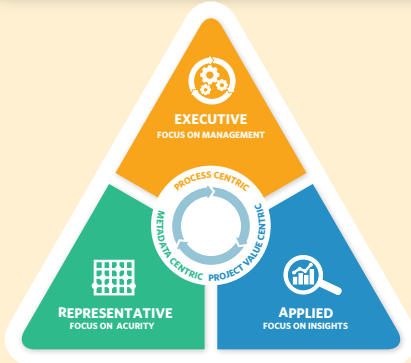 EXECUTIVE
FOCUS ON MANAGEMENT
PROCESS CENTRIC
METADATA CENTRIC
PROJECT VALUE CENTRIC
REPRESENTATIVE
FOCUS ON ACURITY
APPLIED
FOCUS ON INSIGHTS